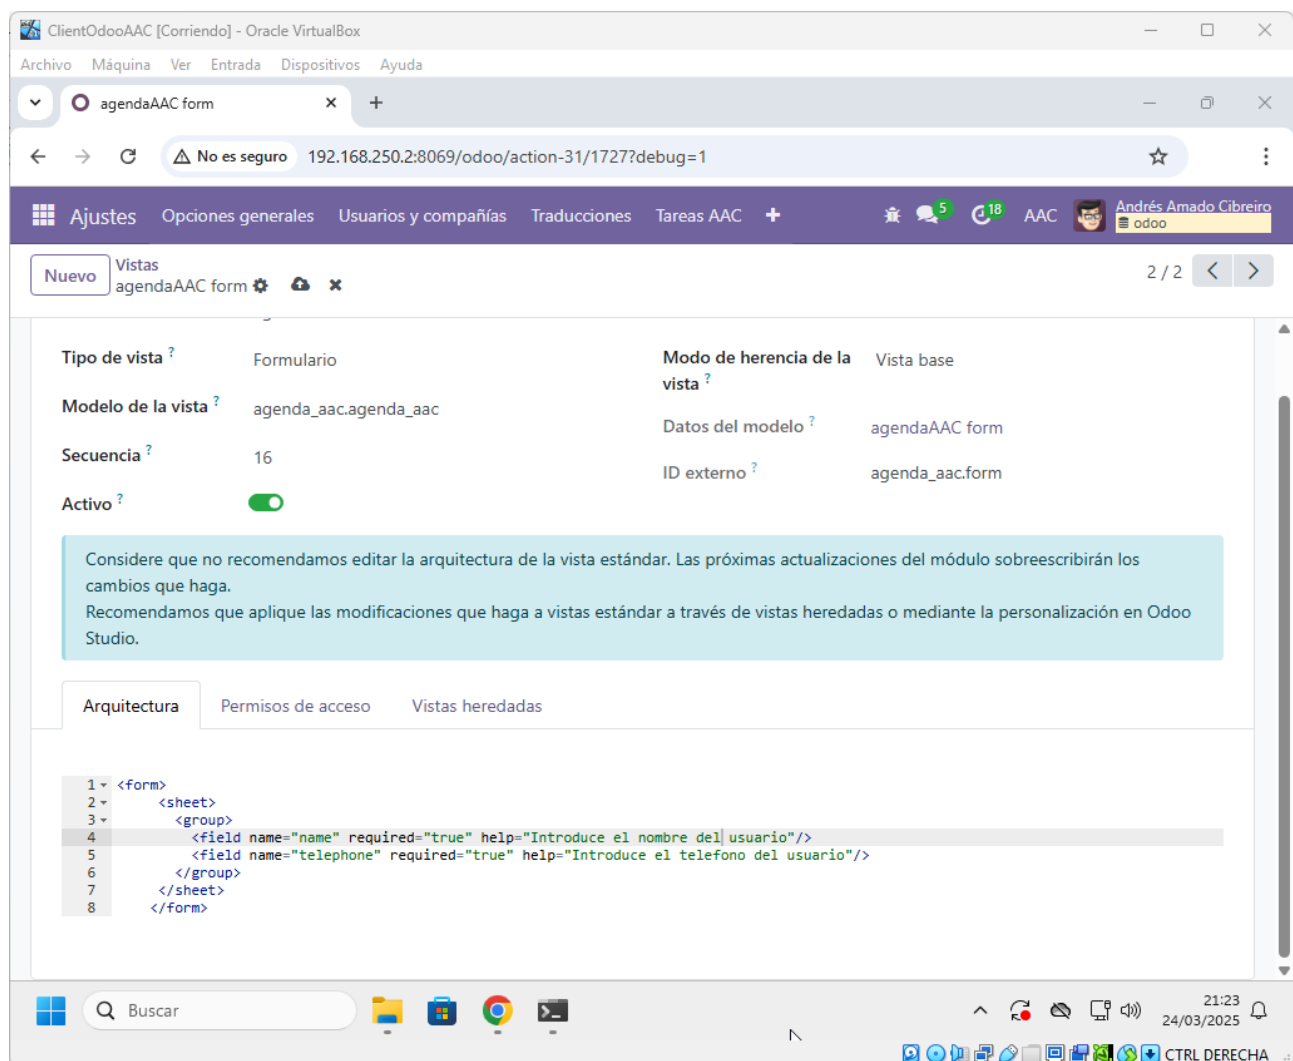 ClientOdooAAC [Corriendo] - Oracle VirtualBox
Archivo Máquina Ver Entrada Dispositivos Ayuda
agendaAAC form
No es seguro 192.168.250.2:8069/odoo/action-31/1727?debug=1
Ajustes Opciones generales Usuarios y compañías Traducciones Tareas AAC + 5 18 AAC Andrés Amado Cibreiro
odoo
Nuevo Vistas 2 / 2
agendaAAC form
Tipo de vista ? Formulario Modo de herencia de la Vista base
vista ?
Modelo de la vista ? agenda_aac.agenda_aac
Datos del modelo ? agendaAAC form
Secuencia ? 16
ID externo ? agenda_aac.form
Activo ?
Considere que no recomendamos editar la arquitectura de la vista estándar. Las próximas actualizaciones del módulo sobreescribirán los
cambios que haga.
Recomendamos que aplique las modificaciones que haga a vistas estándar a través de vistas heredadas o mediante la personalización en Odoo
Studio.
Arquitectura Permisos de acceso Vistas heredadas
1 <form>
2 <sheet>
3 <group>
4 <field name="name" required="true" help="Introduce el nombre del usuario"/>
5 <field name="telephone" required="true" help="Introduce el telefono del usuario"/>
6 </group>
7 </sheet>
8 </form>
Buscar
21:23
24/03/2025
CTRL DERECHA